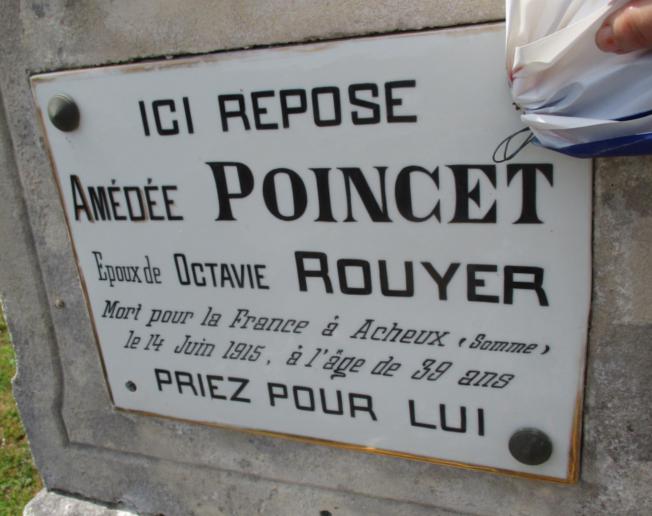 ICI REPOSE
AMÉDÉE POINCET
Epoux de OCTAVIE ROUYER
Mort pour la France à Acheux (Somme)
le 14 Juin 1915, à l'âge de 39 ans
PRIEZ POUR LUI